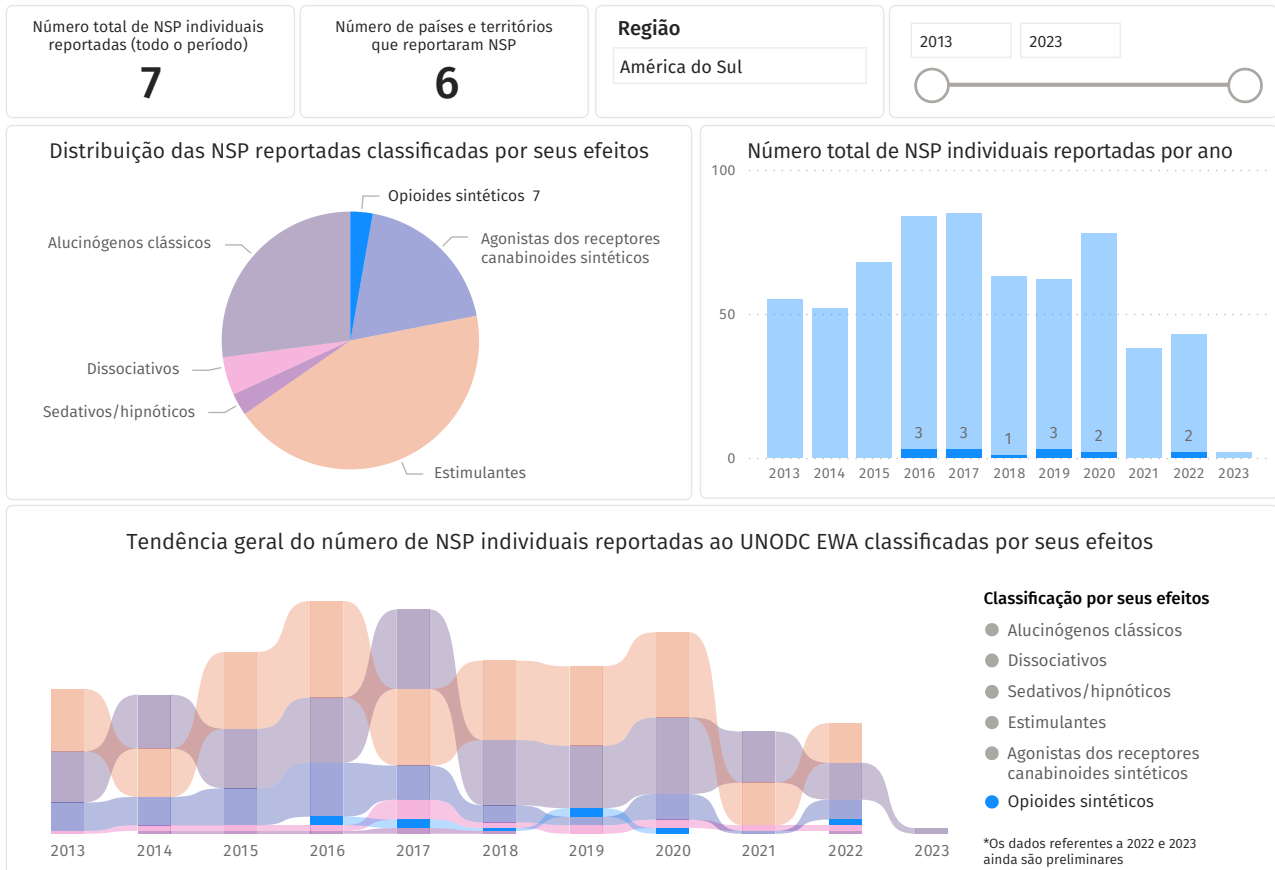 Número total de NSP individuais
reportadas (todo o período)
7
Número de países e territórios
que reportaram NSP
6
Região
América do Sul
2013
2023
Distribuição das NSP reportadas classificadas por seus efeitos
Opioides sintéticos 7
Alucinógenos clássicos
Agonistas dos receptores
canabinoides sintéticos
Dissociativos
Sedativos/hipnóticos
Estimulantes
Número total de NSP individuais reportadas por ano
100
50
0
3
3
1
3
2
2
2013
2014
2015
2016
2017
2018
2019
2020
2021
2022
2023
Tendência geral do número de NSP individuais reportadas ao UNODC EWA classificadas por seus efeitos
2013
2014
2015
2016
2017
2018
2019
2020
2021
2022
2023
Classificação por seus efeitos
Alucinógenos clássicos
Dissociativos
Sedativos/hipnóticos
Estimulantes
Agonistas dos receptores
canabinoides sintéticos
Opioides sintéticos
*Os dados referentes a 2022 e 2023
ainda são preliminares